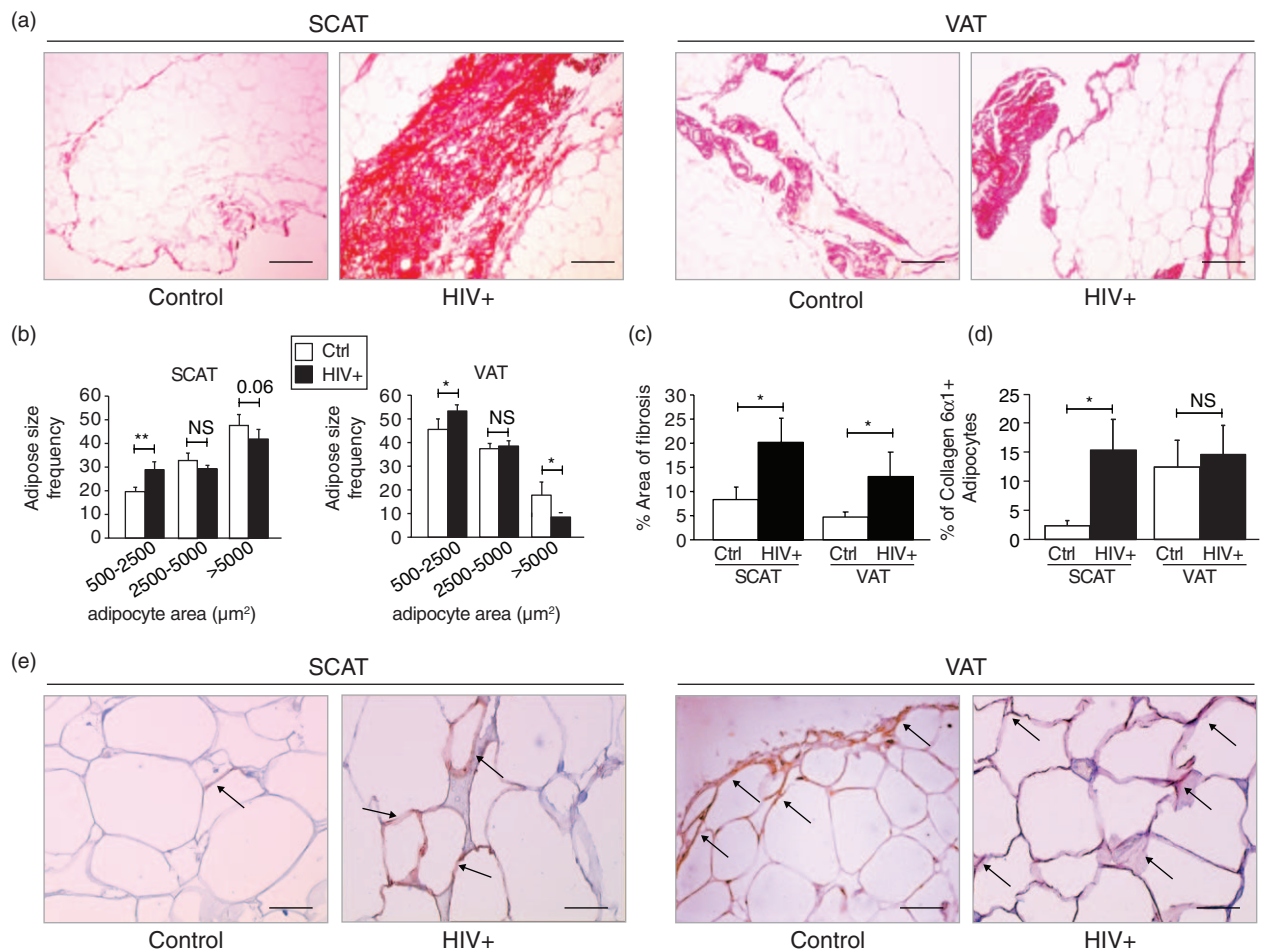 (a)
SCAT
VAT
Control
HIV+
Control
HIV+
(b)
Ctrl
HIV+
SCAT
Adipose size
frequency
60
50
40
30
20
10
0
**
NS
0.06
500-2500
2500-5000
>5000
adipocyte area (µm²)
VAT
Adipose size
frequency
60
50
40
30
20
10
0
*
NS
*
500-2500
2500-5000
>5000
adipocyte area (µm²)
(c)
% Area of fibrosis
30
25
20
15
10
5
0
*
*
Ctrl HIV+ Ctrl HIV+
SCAT VAT
(d)
% of Collagen 6α1+
Adipocytes
25
20
15
10
5
0
*
NS
Ctrl HIV+ Ctrl HIV+
SCAT VAT
(e)
SCAT
VAT
Control
HIV+
Control
HIV+